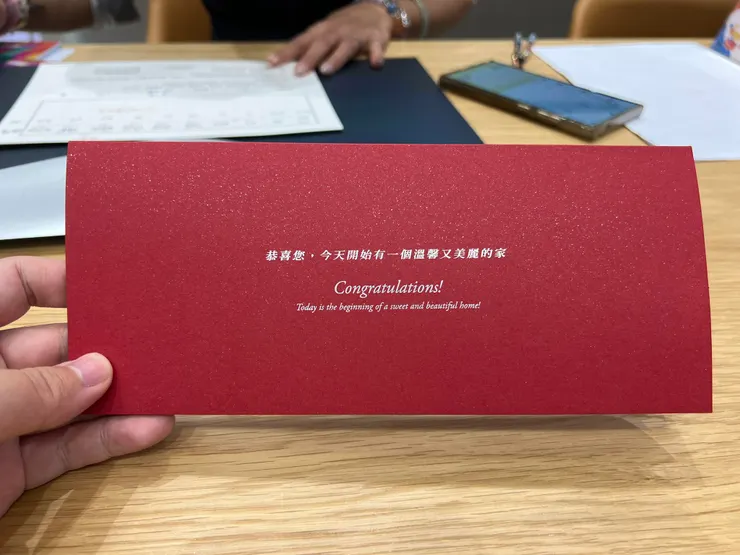 恭喜您，今天開始有一個溫馨又美麗的家
Congratulations!
Today is the beginning of a sweet and beautiful home!